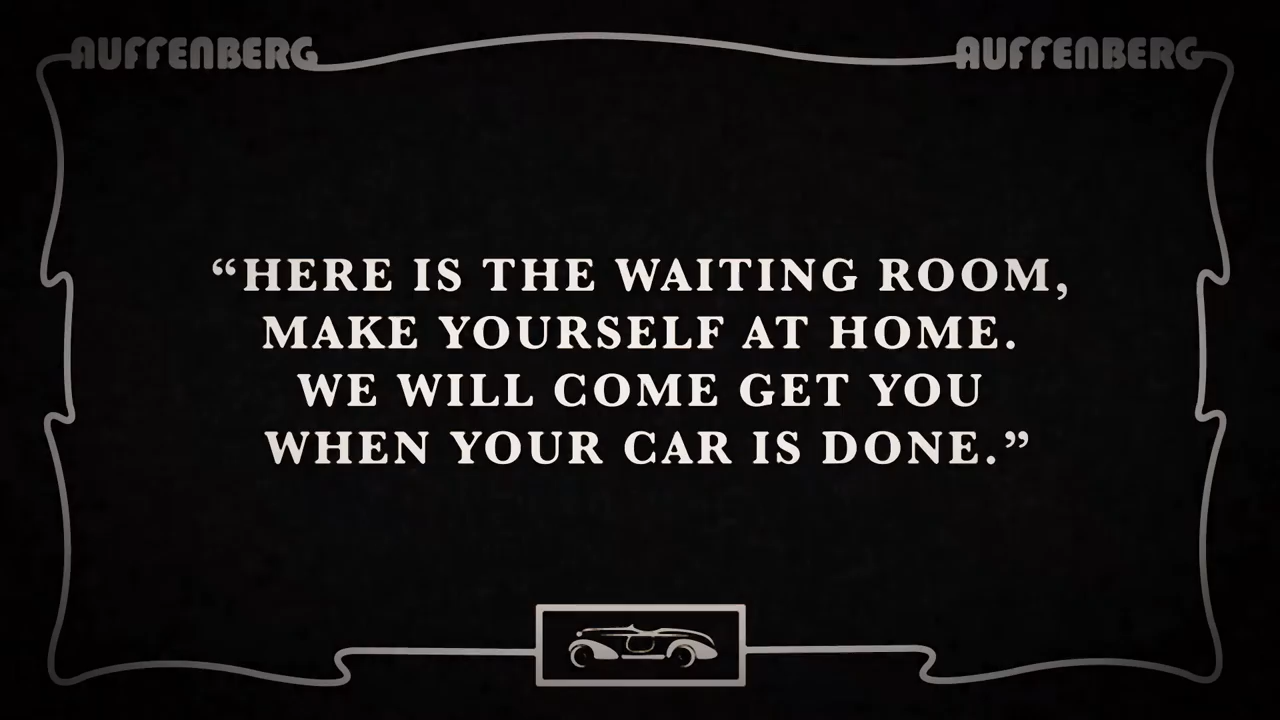 AUFFENBERG AUFFENBERG
“HERE IS THE WAITING ROOM,
MAKE YOURSELF AT HOME.
WE WILL COME GET YOU
WHEN YOUR CAR IS DONE.”